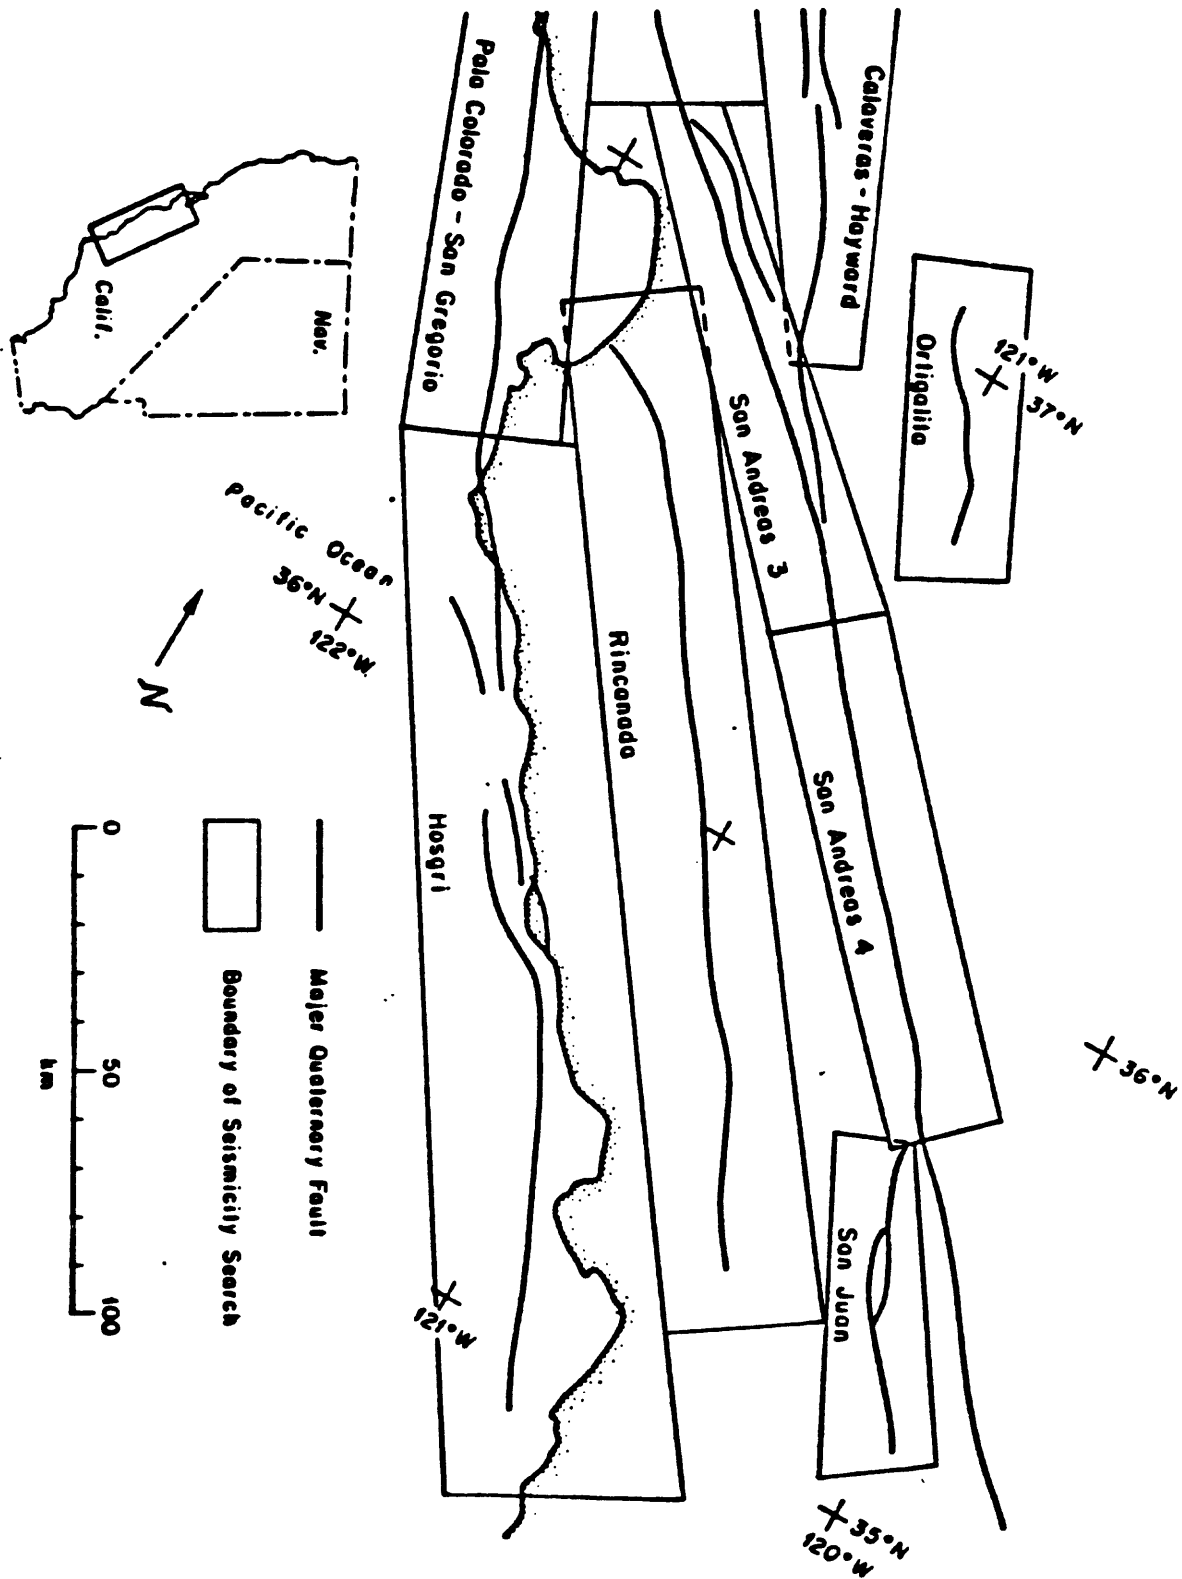 Calaveras - Hayward
Ortigalita
121°W
37°N
Palo Colorado - San Gregorio
San Andreas 3
Rinconada
San Andreas 4
36°N
San Juan
35°N
120°W
Hosgri
121°W
Pacific Ocean
36°N
122°W
N
Nev.
Calif.
Major Quaternary Fault
Boundary of Seismicity Search
0 50 100
km